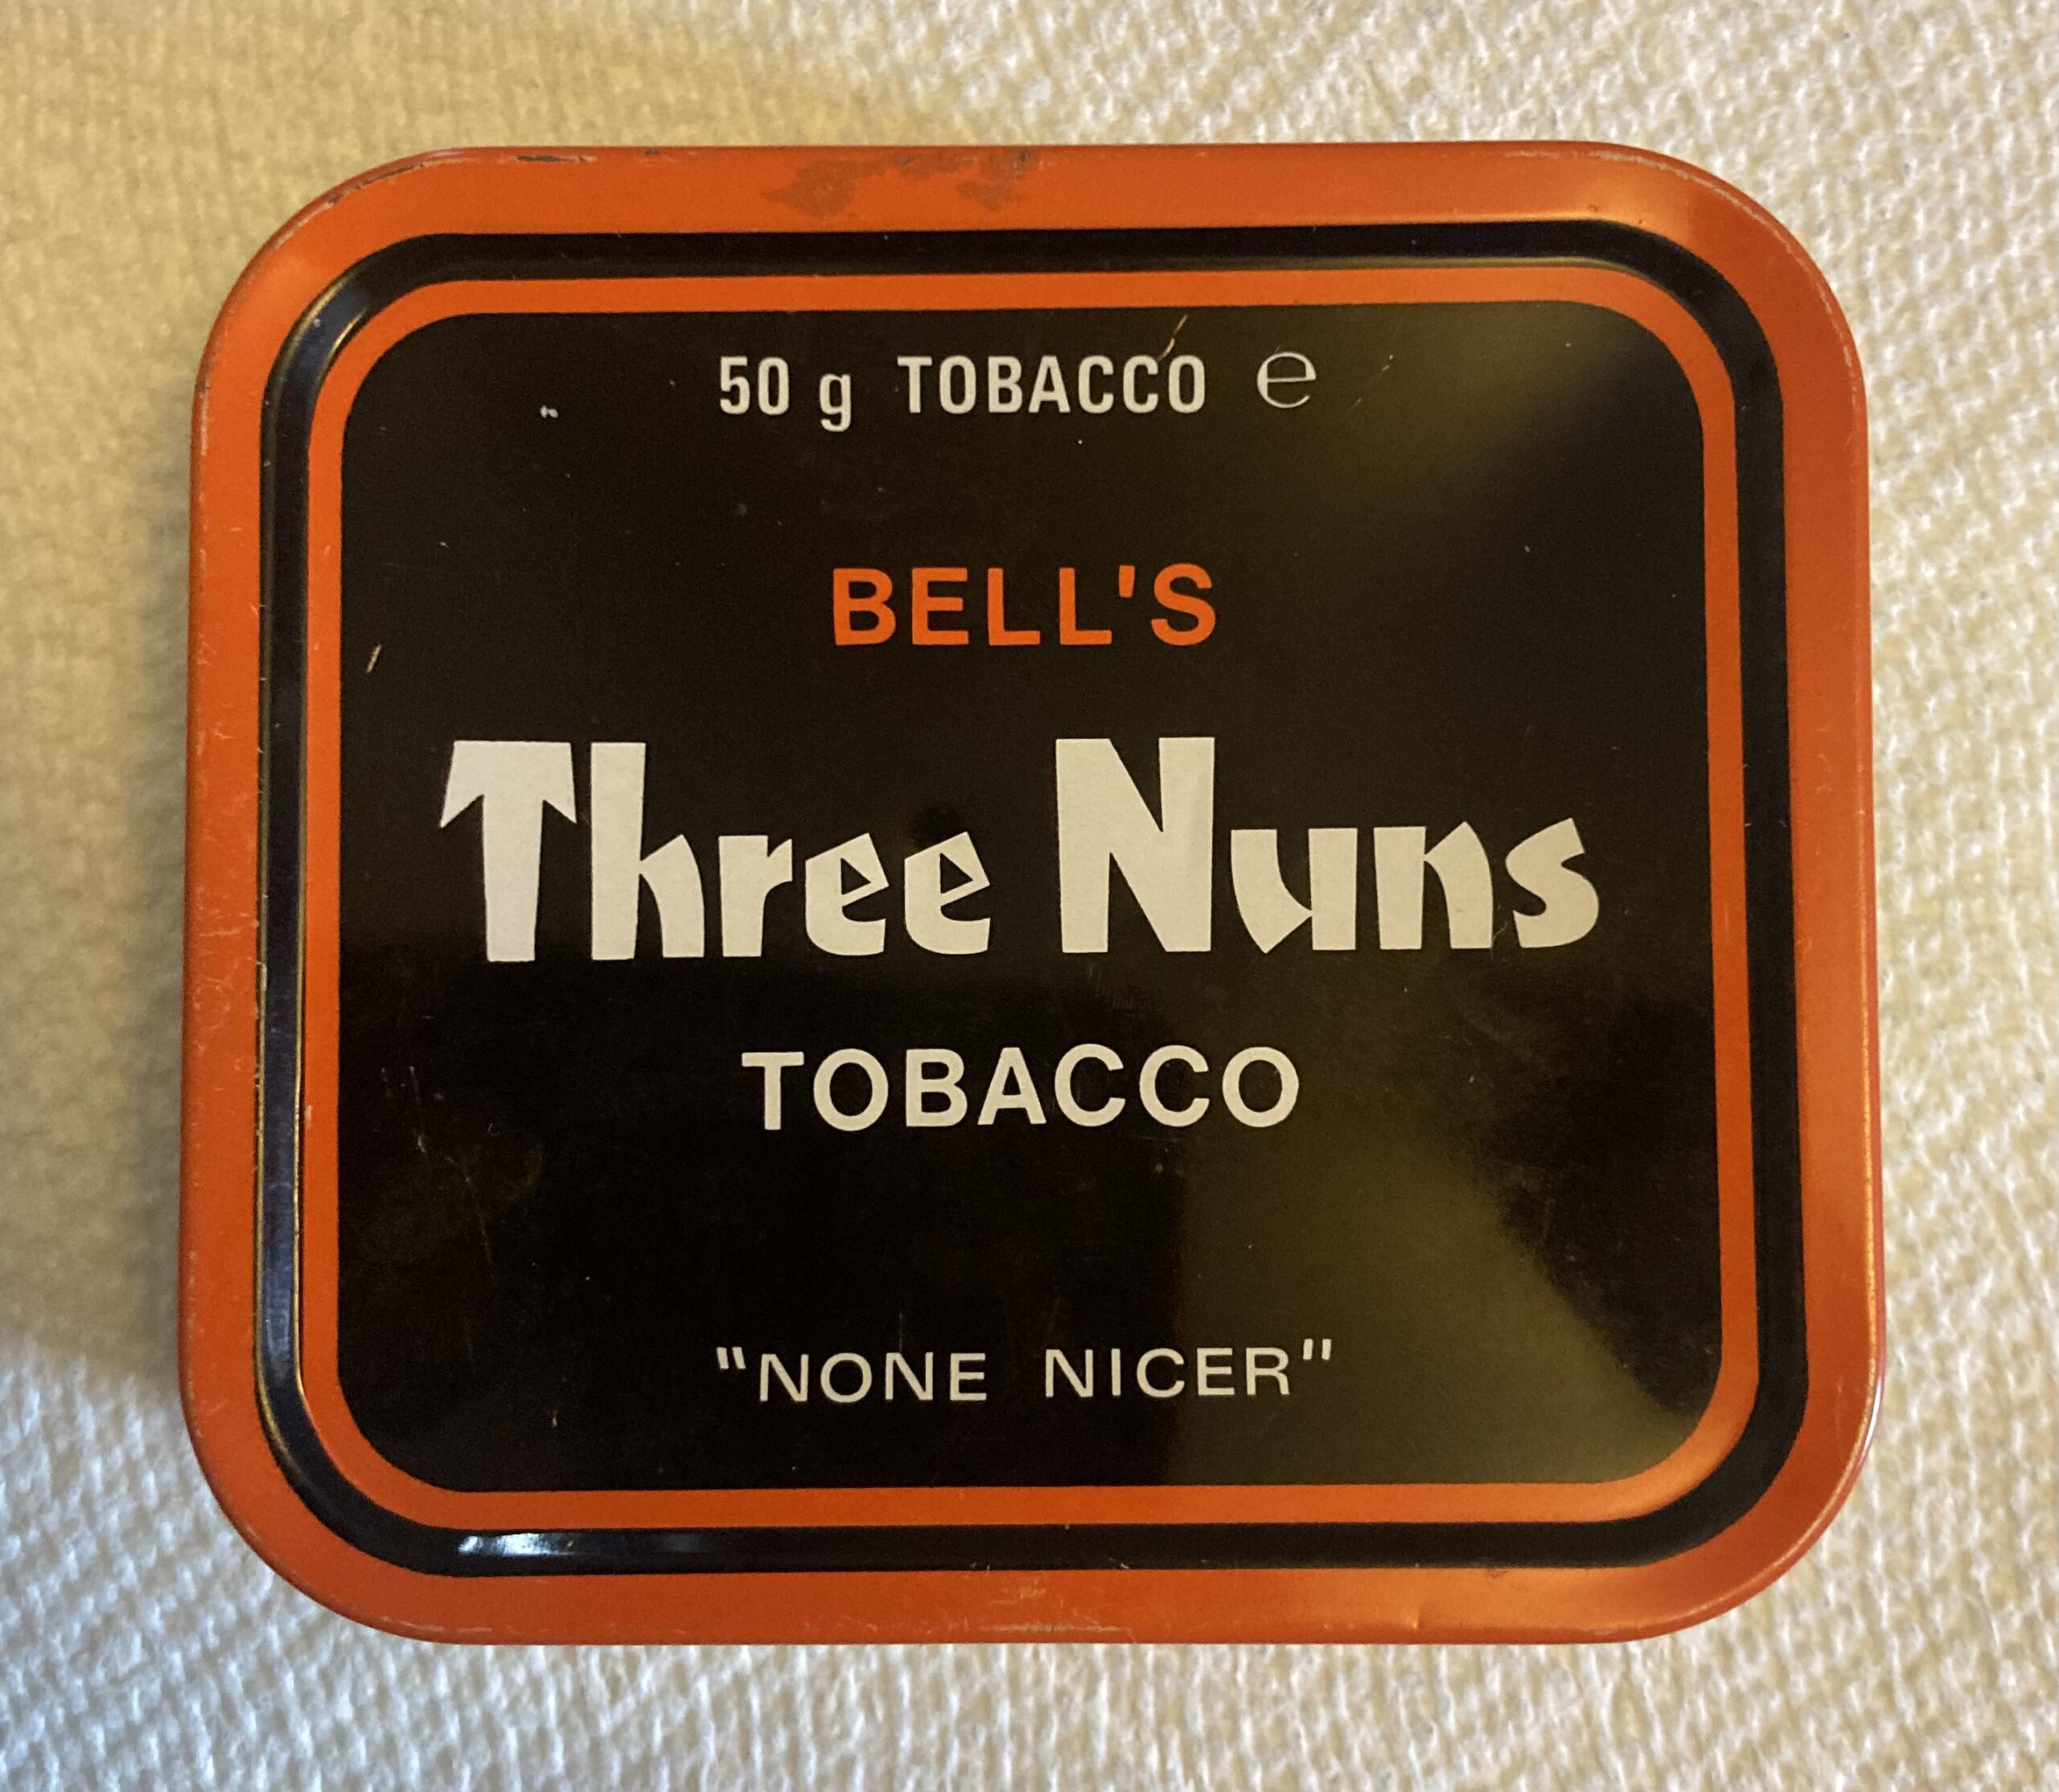 50 g TOBACCO ℮
BELL'S
Three Nuns
TOBACCO
"NONE NICER"